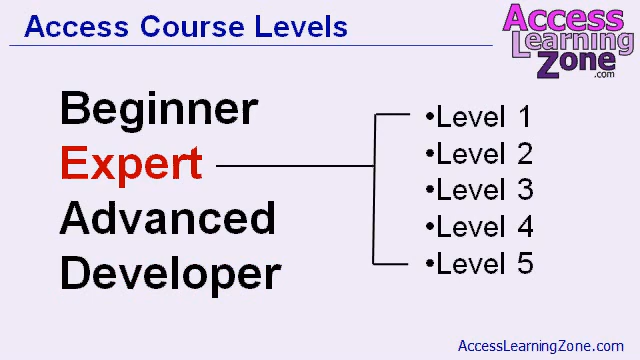 Access Course Levels
Access
Learning
Zone
.com
Beginner
Expert
Advanced
Developer
•Level 1
•Level 2
•Level 3
•Level 4
•Level 5
AccessLearningZone.com